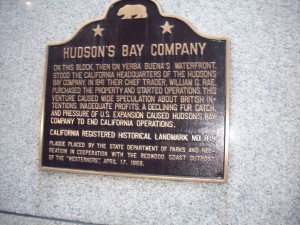 HUDSON'S BAY COMPANY
ON THIS BLOCK, THEN ON YERBA BUENA'S WATERFRONT,
STOOD THE CALIFORNIA HEADQUARTERS OF THE HUDSON'S
BAY COMPANY. IN 1841 THEIR CHIEF TRADER, WILLIAM G. RAE,
PURCHASED THE PROPERTY AND STARTED OPERATIONS. THIS
VENTURE CAUSED WIDE SPECULATION ABOUT BRITISH IN-
TENTIONS. INADEQUATE PROFITS, A DECLINING FUR CATCH,
AND PRESSURE OF U.S. EXPANSION CAUSED HUDSON'S BAY
COMPANY TO END CALIFORNIA OPERATIONS.
CALIFORNIA REGISTERED HISTORICAL LANDMARK NO.
PLAQUE PLACED BY THE STATE DEPARTMENT OF PARKS AND REC-
REATION IN COOPERATION WITH THE REDWOOD COAST OUTPOST
OF THE "WESTERNERS", APRIL 17,